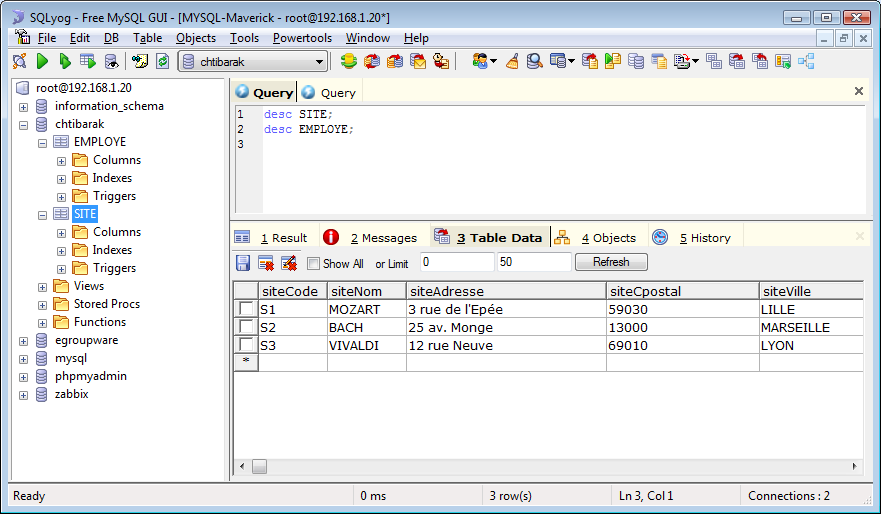 SQLyog - Free MySQL GUI - [MYSQL-Maverick - root@192.168.1.20*]
File Edit DB Table Objects Tools Powertools Window Help
chtibarak
root@192.168.1.20
information_schema
chtibarak
EMPLOYE
Columns
Indexes
Triggers
SITE
Columns
Indexes
Triggers
Views
Stored Procs
Functions
egroupware
mysql
phpmyadmin
zabbix
Query Query
1 desc SITE;
2 desc EMPLOYE;
3
1 Result 2 Messages 3 Table Data 4 Objects 5 History
Show All or Limit 0 50 Refresh
siteCode siteNom siteAdresse siteCpostal siteVille
S1 MOZART 3 rue de l'Epée 59030 LILLE
S2 BACH 25 av. Monge 13000 MARSEILLE
S3 VIVALDI 12 rue Neuve 69010 LYON
*
Ready 0 ms 3 row(s) Ln 3, Col 1 Connections : 2